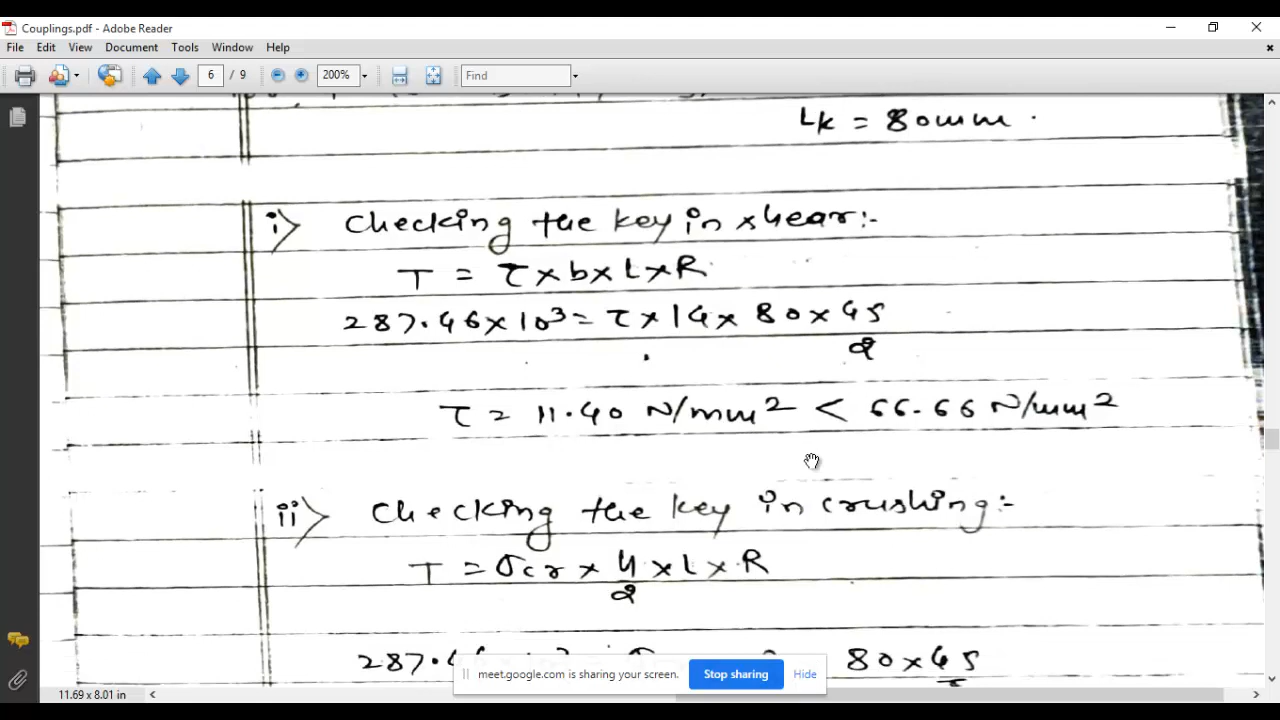 Couplings.pdf - Adobe Reader
File Edit View Document Tools Window Help
6 / 9 200% Find
Lk = 80mm.
i) Checking the key in shear:-
T = τ × b × L × R
287.46 × 10³ = τ × 14 × 80 × 45
2
τ = 11.40 N/mm² < 66.66 N/mm²
ii) Checking the key in crushing:-
T = σcr × h × L × R
2
287.46 × 10³ = 80 × 45
meet.google.com is sharing your screen. Stop sharing Hide
11.69 x 8.01 in